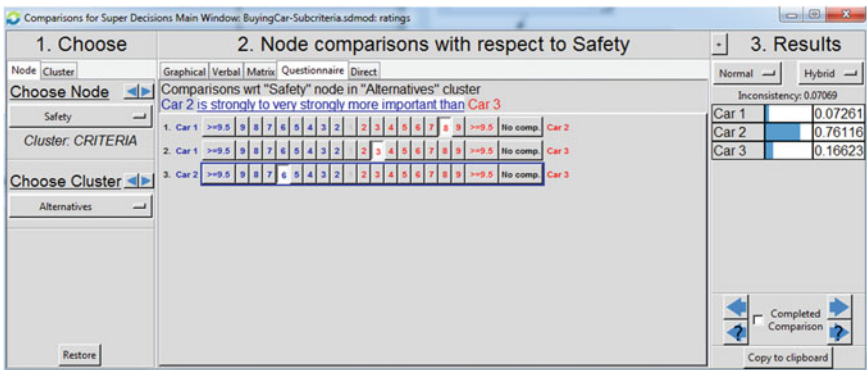 Comparisons for Super Decisions Main Window: BuyingCar-Subcriteria.sdmod: ratings
1. Choose
Node Cluster
Choose Node
Safety
Cluster: CRITERIA
Choose Cluster
Alternatives
Restore
2. Node comparisons with respect to Safety
Graphical Verbal Matrix Questionnaire Direct
Comparisons wrt "Safety" node in "Alternatives" cluster
Car 2 is strongly to very strongly more important than Car 3
1. Car 1 >=9.5 9 8 7 6 5 4 3 2 1 2 3 4 5 6 7 8 9 >=9.5 No comp. Car 2
2. Car 1 >=9.5 9 8 7 6 5 4 3 2 1 2 3 4 5 6 7 8 9 >=9.5 No comp. Car 3
3. Car 2 >=9.5 9 8 7 6 5 4 3 2 1 2 3 4 5 6 7 8 9 >=9.5 No comp. Car 3
+ 3. Results
Normal Hybrid
Inconsistency: 0.07069
Car 1 0.07261
Car 2 0.76116
Car 3 0.16623
Completed
Comparison
? ?
Copy to clipboard